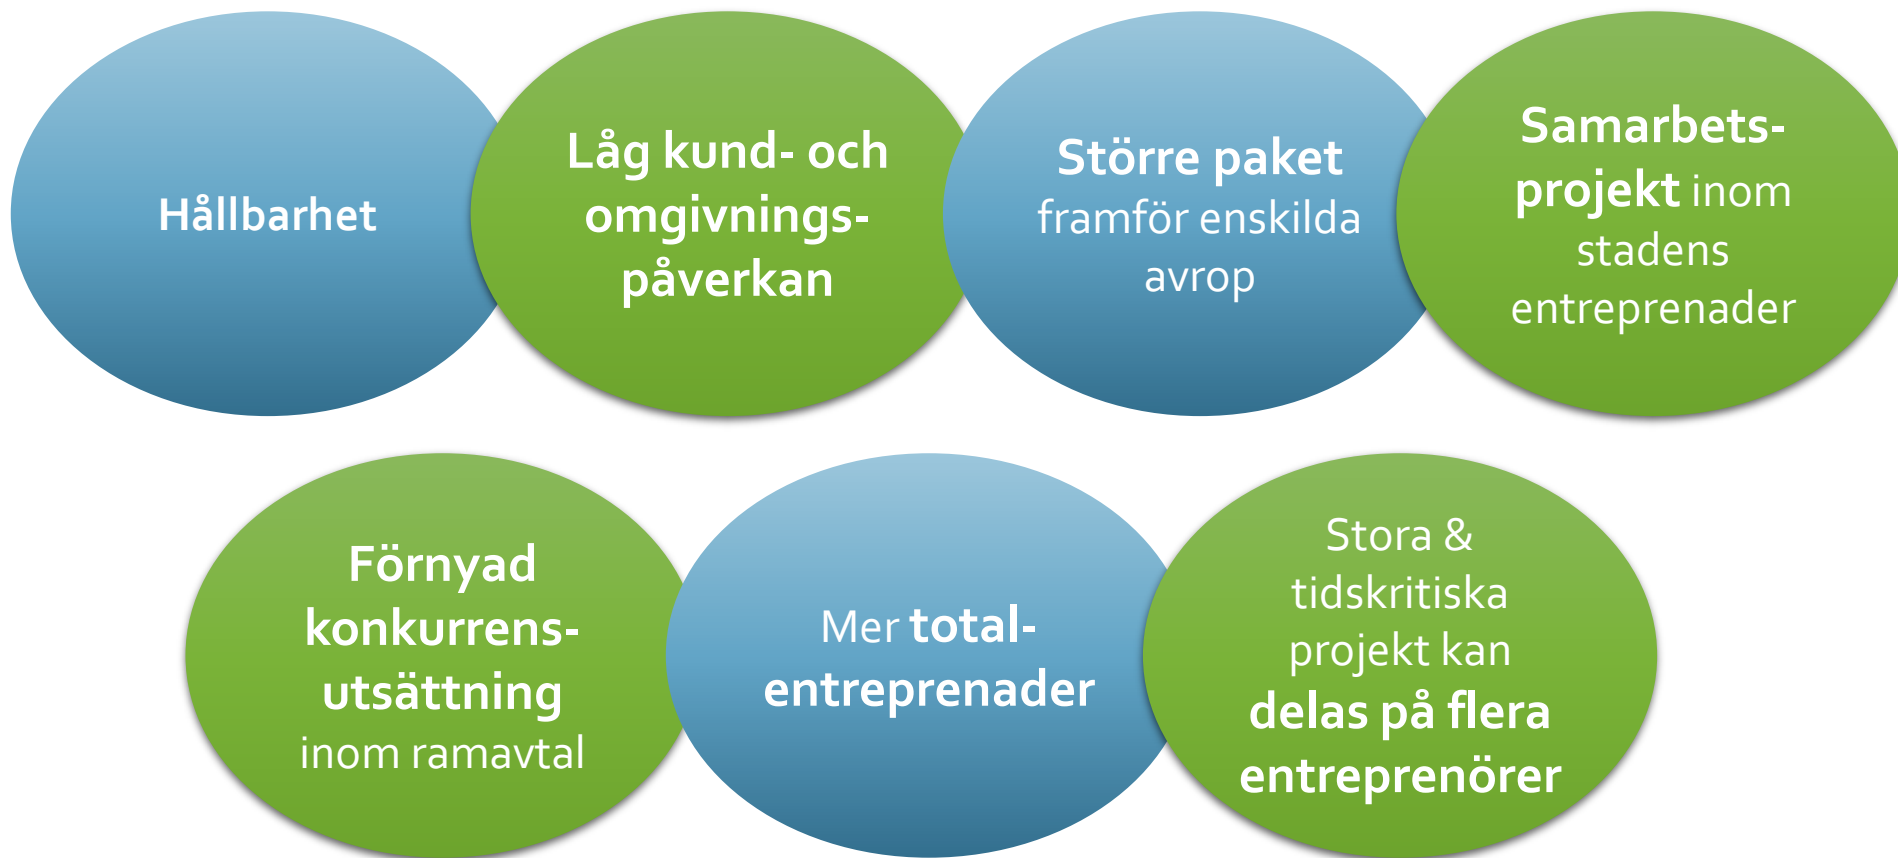 Hållbarhet
Låg kund- och
omgivnings-
påverkan
Större paket
framför enskilda
avrop
Samarbets-
projekt inom
stadens
entreprenader
Förnyad
konkurrens-
utsättning
inom ramavtal
Mer total-
entreprenader
Stora &
tidskritiska
projekt kan
delas på flera
entreprenörer